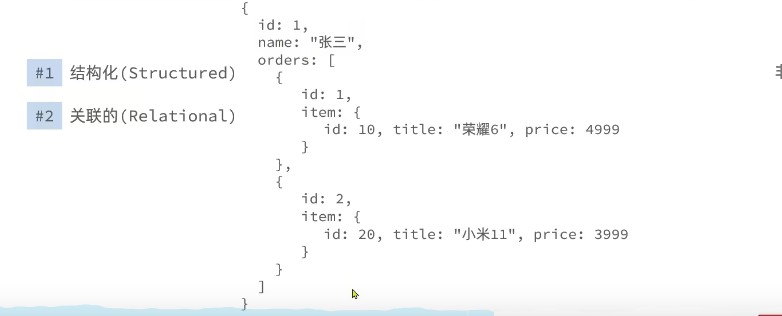 #1 结构化(Structured)
#2 关联的(Relational)
{
  id: 1,
  name: "张三",
  orders: [
    {
       id: 1,
       item: {
         id: 10, title: "荣耀6", price: 4999
       }
    },
    {
       id: 2,
       item: {
         id: 20, title: "小米11", price: 3999
       }
    }
  ]
}